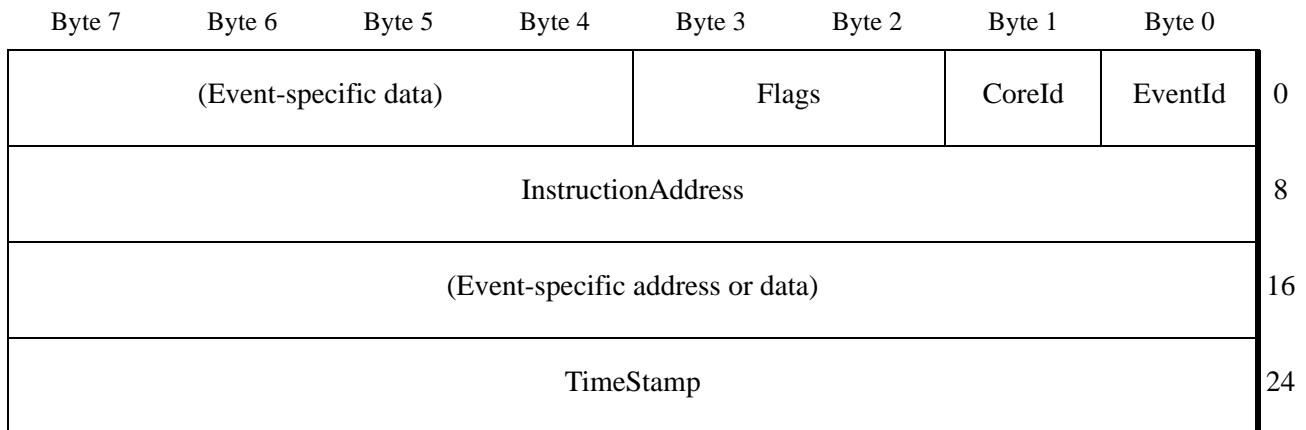 Byte 7 Byte 6 Byte 5 Byte 4 Byte 3 Byte 2 Byte 1 Byte 0
(Event-specific data) Flags CoreId EventId 0
InstructionAddress 8
(Event-specific address or data) 16
TimeStamp 24